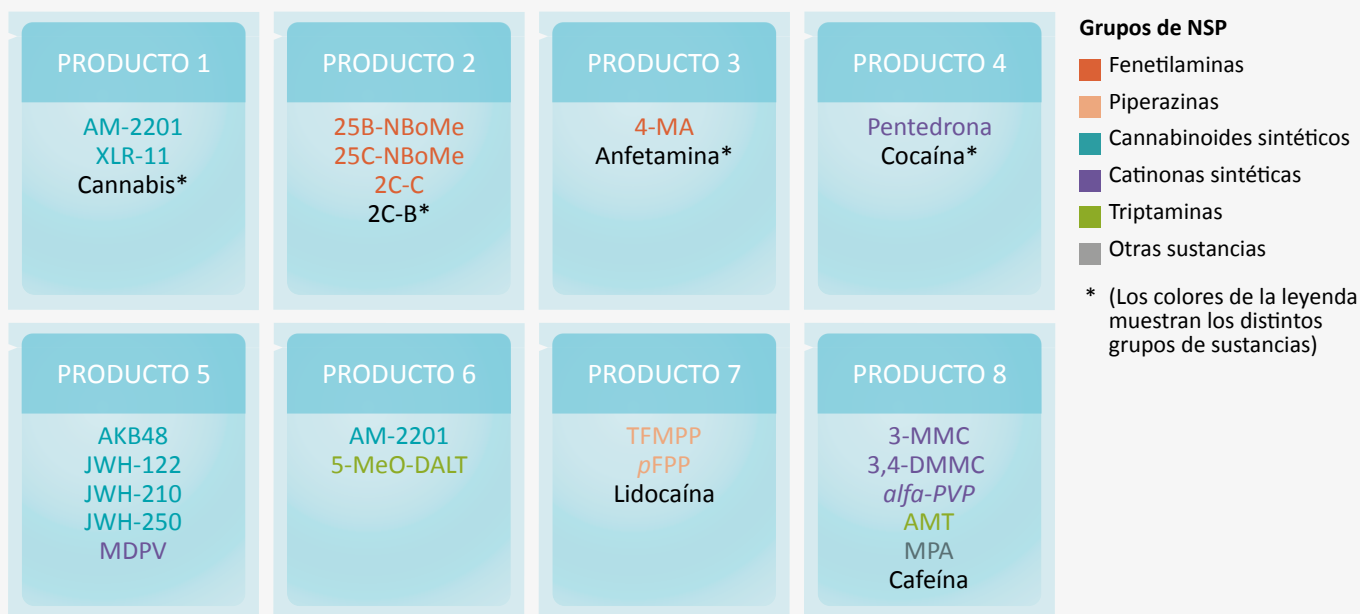 PRODUCTO 1
AM-2201
XLR-11
Cannabis*
PRODUCTO 2
25B-NBoMe
25C-NBoMe
2C-C
2C-B*
PRODUCTO 3
4-MA
Anfetamina*
PRODUCTO 4
Pentedrona
Cocaína*
PRODUCTO 5
AKB48
JWH-122
JWH-210
JWH-250
MDPV
PRODUCTO 6
AM-2201
5-MeO-DALT
PRODUCTO 7
TFMPP
pFPP
Lidocaína
PRODUCTO 8
3-MMC
3,4-DMMC
alfa-PVP
AMT
MPA
Cafeína
Grupos de NSP
Fenetilaminas
Piperazinas
Cannabinoides sintéticos
Catinonas sintéticas
Triptaminas
Otras sustancias
* (Los colores de la leyenda
muestran los distintos
grupos de sustancias)